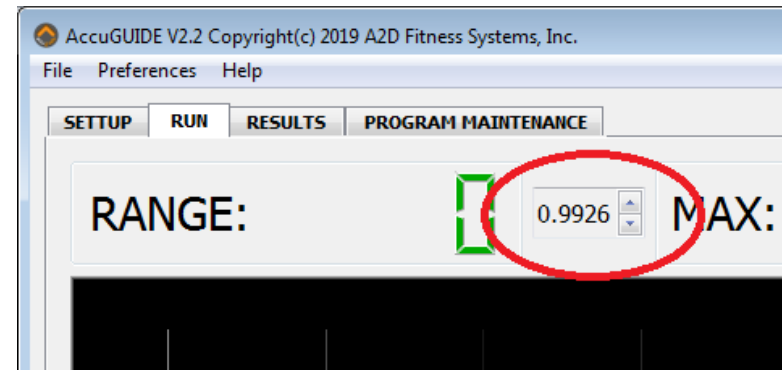 AccuGUIDE V2.2 Copyright(c) 2019 A2D Fitness Systems, Inc.
File Preferences Help
SETTUP RUN RESULTS PROGRAM MAINTENANCE
RANGE: 0 0.9926 MAX: